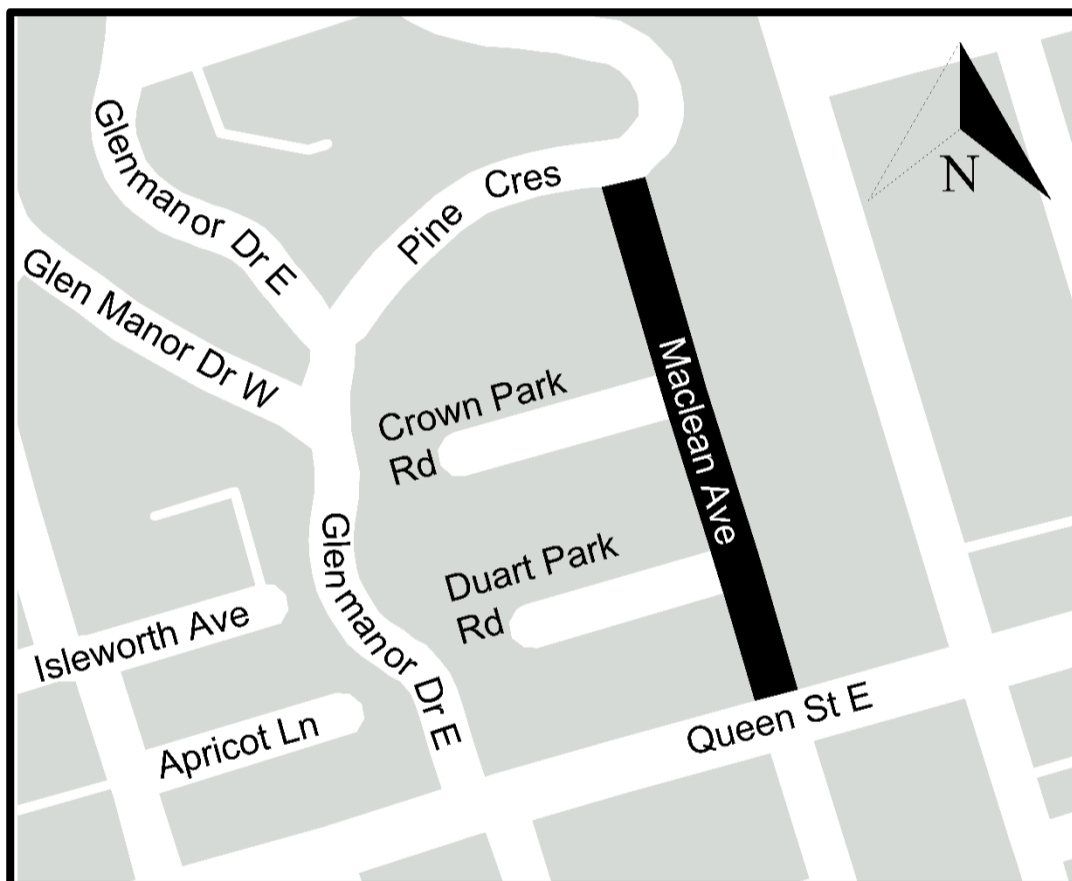 Glenmanor Dr E
Pine Cres
N
Glen Manor Dr W
Maclean Ave
Crown Park
Rd
Glenmanor Dr E
Duart Park
Rd
Isleworth Ave
Apricot Ln
Queen St E